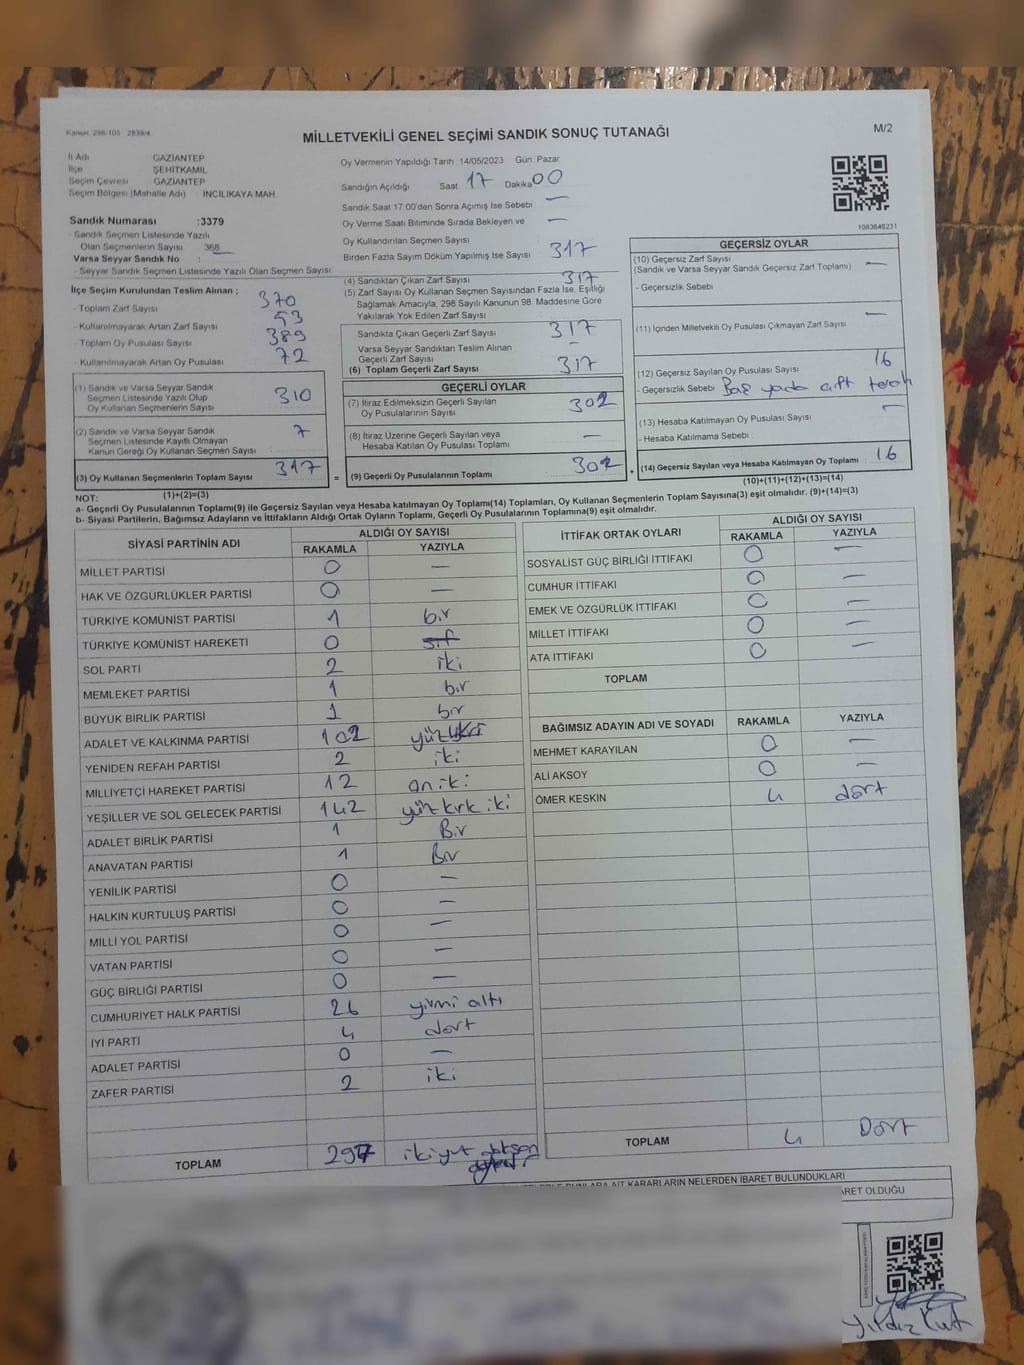 Kanun: 298/105 2839/4
MİLLETVEKİLİ GENEL SEÇİMİ SANDIK SONUÇ TUTANAĞI
M/2
İl Adı GAZİANTEP
İlçe ŞEHİTKAMİL
Seçim Çevresi GAZİANTEP
Seçim Bölgesi (Mahalle Adı) İNCİLİKAYA MAH.
Sandık Numarası :3379
- Sandık Seçmen Listesinde Yazılı
Olan Seçmenlerin Sayısı 368
Varsa Seyyar Sandık No :
- Seyyar Sandık Seçmen Listesinde Yazılı Olan Seçmen Sayısı
İlçe Seçim Kurulundan Teslim Alınan ;
- Toplam Zarf Sayısı 370
- Kullanılmayarak Artan Zarf Sayısı 53
- Toplam Oy Pusulası Sayısı 389
- Kullanılmayarak Artan Oy Pusulası 72
(1) Sandık ve Varsa Seyyar Sandık
Seçmen Listesinde Yazılı Olup
Oy Kullanan Seçmenlerin Sayısı 310
(2) Sandık ve Varsa Seyyar Sandık
Seçmen Listesinde Kayıtlı Olmayan
Kanun Gereği Oy Kullanan Seçmen Sayısı 7
(3) Oy Kullanan Seçmenlerin Toplam Sayısı 317
(1)+(2)=(3)
Oy Vermenin Yapıldığı Tarih 14/05/2023 Gün: Pazar
Sandığın Açıldığı Saat 17 Dakika 00
Sandık Saat 17:00'den Sonra Açılmış İse Sebebi —
Oy Verme Saati Bitiminde Sırada Bekleyen ve —
Oy Kullandırılan Seçmen Sayısı
Birden Fazla Sayım Döküm Yapılmış İse Sayısı 317
(4) Sandıktan Çıkan Zarf Sayısı 317
(5) Zarf Sayısı Oy Kullanan Seçmen Sayısından Fazla İse, Eşitliği
Sağlamak Amacıyla, 298 Sayılı Kanunun 98. Maddesine Göre
Yakılarak Yok Edilen Zarf Sayısı
Sandıkta Çıkan Geçerli Zarf Sayısı 317
Varsa Seyyar Sandıktan Teslim Alınan
Geçerli Zarf Sayısı –
(6) Toplam Geçerli Zarf Sayısı 317
GEÇERLİ OYLAR
(7) İtiraz Edilmeksizin Geçerli Sayılan
Oy Pusulalarının Sayısı 302
(8) İtiraz Üzerine Geçerli Sayılan veya
Hesaba Katılan Oy Pusulası Toplamı —
= (9) Geçerli Oy Pusulalarının Toplamı 302
1083640231
GEÇERSİZ OYLAR
(10) Geçersiz Zarf Sayısı —
(Sandık ve Varsa Seyyar Sandık Geçersiz Zarf Toplamı)
- Geçersizlik Sebebi
(11) İçinden Milletvekili Oy Pusulası Çıkmayan Zarf Sayısı —
(12) Geçersiz Sayılan Oy Pusulası Sayısı 16
- Geçersizlik Sebebi Boş yada çift tercih
(13) Hesaba Katılmayan Oy Pusulası Sayısı —
- Hesaba Katılmama Sebebi
+ (14) Geçersiz Sayılan veya Hesaba Katılmayan Oy Toplamı 16
(10)+(11)+(12)+(13)=(14)
NOT:
a- Geçerli Oy Pusulalarının Toplamı(9) ile Geçersiz Sayılan veya Hesaba katılmayan Oy Toplamı(14) Toplamları, Oy Kullanan Seçmenlerin Toplam Sayısına(3) eşit olmalıdır. (9)+(14)=(3)
b- Siyasi Partilerin, Bağımsız Adayların ve İttifakların Aldığı Ortak Oyların Toplamı, Geçerli Oy Pusulalarının Toplamına(9) eşit olmalıdır.
SİYASİ PARTİNİN ADI ALDIĞI OY SAYISI
RAKAMLA YAZIYLA
MİLLET PARTİSİ 0 —
HAK VE ÖZGÜRLÜKLER PARTİSİ 0 —
TÜRKİYE KOMÜNİST PARTİSİ 1 bir
TÜRKİYE KOMÜNİST HAREKETİ 0 sıf
SOL PARTİ 2 iki
MEMLEKET PARTİSİ 1 bir
BÜYÜK BİRLİK PARTİSİ 1 bir
ADALET VE KALKINMA PARTİSİ 102 yüz iki
YENİDEN REFAH PARTİSİ 2 iki
MİLLİYETÇİ HAREKET PARTİSİ 12 on iki
YEŞİLLER VE SOL GELECEK PARTİSİ 142 yüz kırk iki
ADALET BİRLİK PARTİSİ 1 Bir
ANAVATAN PARTİSİ 1 Bir
YENİLİK PARTİSİ 0 —
HALKIN KURTULUŞ PARTİSİ 0 —
MİLLİ YOL PARTİSİ 0 —
VATAN PARTİSİ 0 —
GÜÇ BİRLİĞİ PARTİSİ 0 —
CUMHURİYET HALK PARTİSİ 26 yirmi altı
İYİ PARTİ 4 dört
ADALET PARTİSİ 0 —
ZAFER PARTİSİ 2 iki
TOPLAM 297 ikiyüz
İTTİFAK ORTAK OYLARI ALDIĞI OY SAYISI
RAKAMLA YAZIYLA
SOSYALİST GÜÇ BİRLİĞİ İTTİFAKI 0 —
CUMHUR İTTİFAKI 0 —
EMEK VE ÖZGÜRLÜK İTTİFAKI 0 —
MİLLET İTTİFAKI 0 —
ATA İTTİFAKI 0 —
TOPLAM
BAĞIMSIZ ADAYIN ADI VE SOYADI RAKAMLA YAZIYLA
MEHMET KARAYILAN 0 —
ALİ AKSOY 0 —
ÖMER KESKİN 4 dört
TOPLAM 4 Dört
BUNLARA AİT KARARLARIN NELERDEN İBARET BULUNDUKLARI
İBARET OLDUĞU
Yıldız Kut